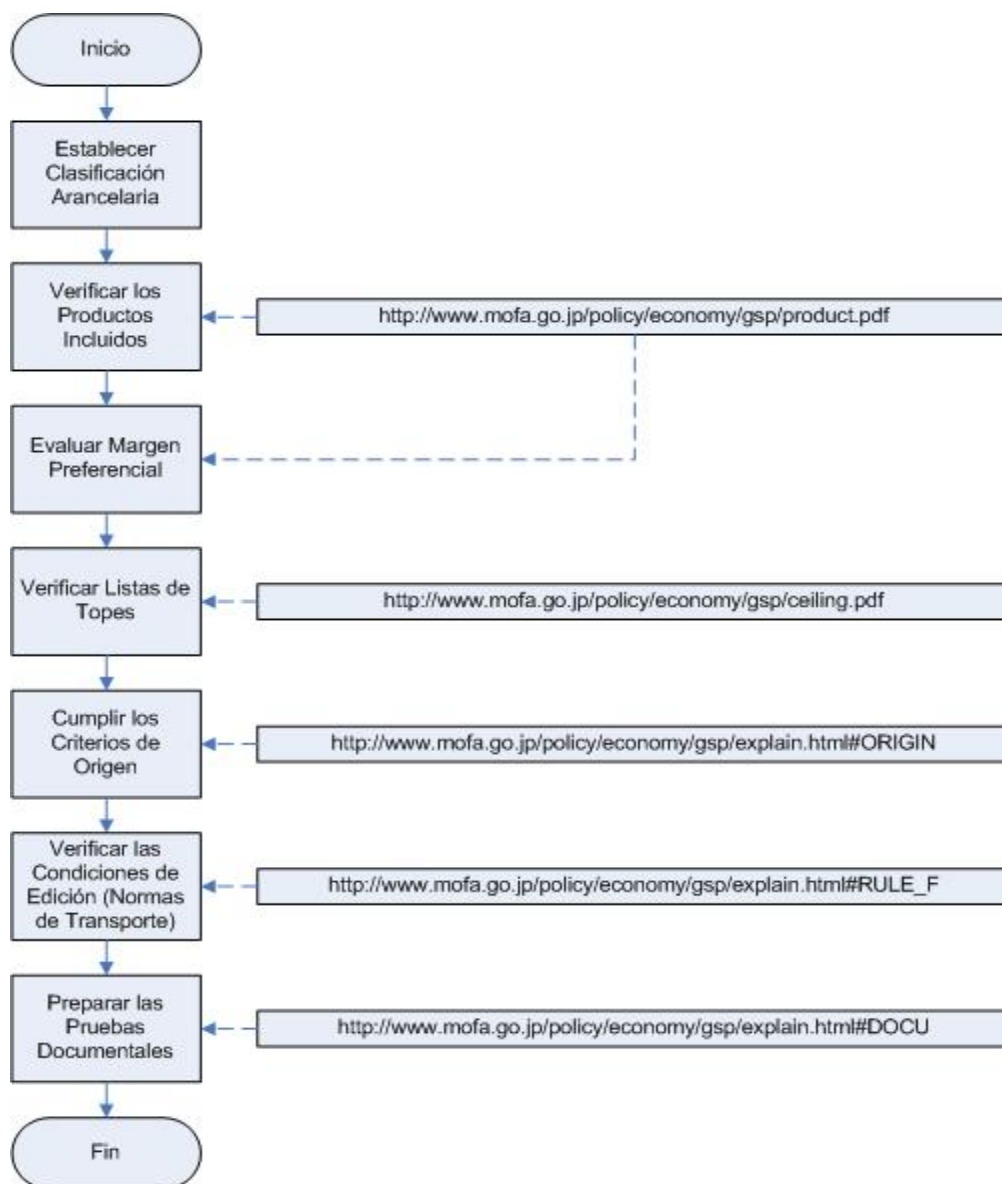 Inicio
Establecer
Clasificación
Arancelaria
Verificar los
Productos
Incluidos
http://www.mofa.go.jp/policy/economy/gsp/product.pdf
Evaluar Margen
Preferencial
Verificar Listas de
Topes
http://www.mofa.go.jp/policy/economy/gsp/ceiling.pdf
Cumplir los
Criterios de
Origen
http://www.mofa.go.jp/policy/economy/gsp/explain.html#ORIGIN
Verificar las
Condiciones de
Edición (Normas
de Transporte)
http://www.mofa.go.jp/policy/economy/gsp/explain.html#RULE_F
Preparar las
Pruebas
Documentales
http://www.mofa.go.jp/policy/economy/gsp/explain.html#DOCU
Fin